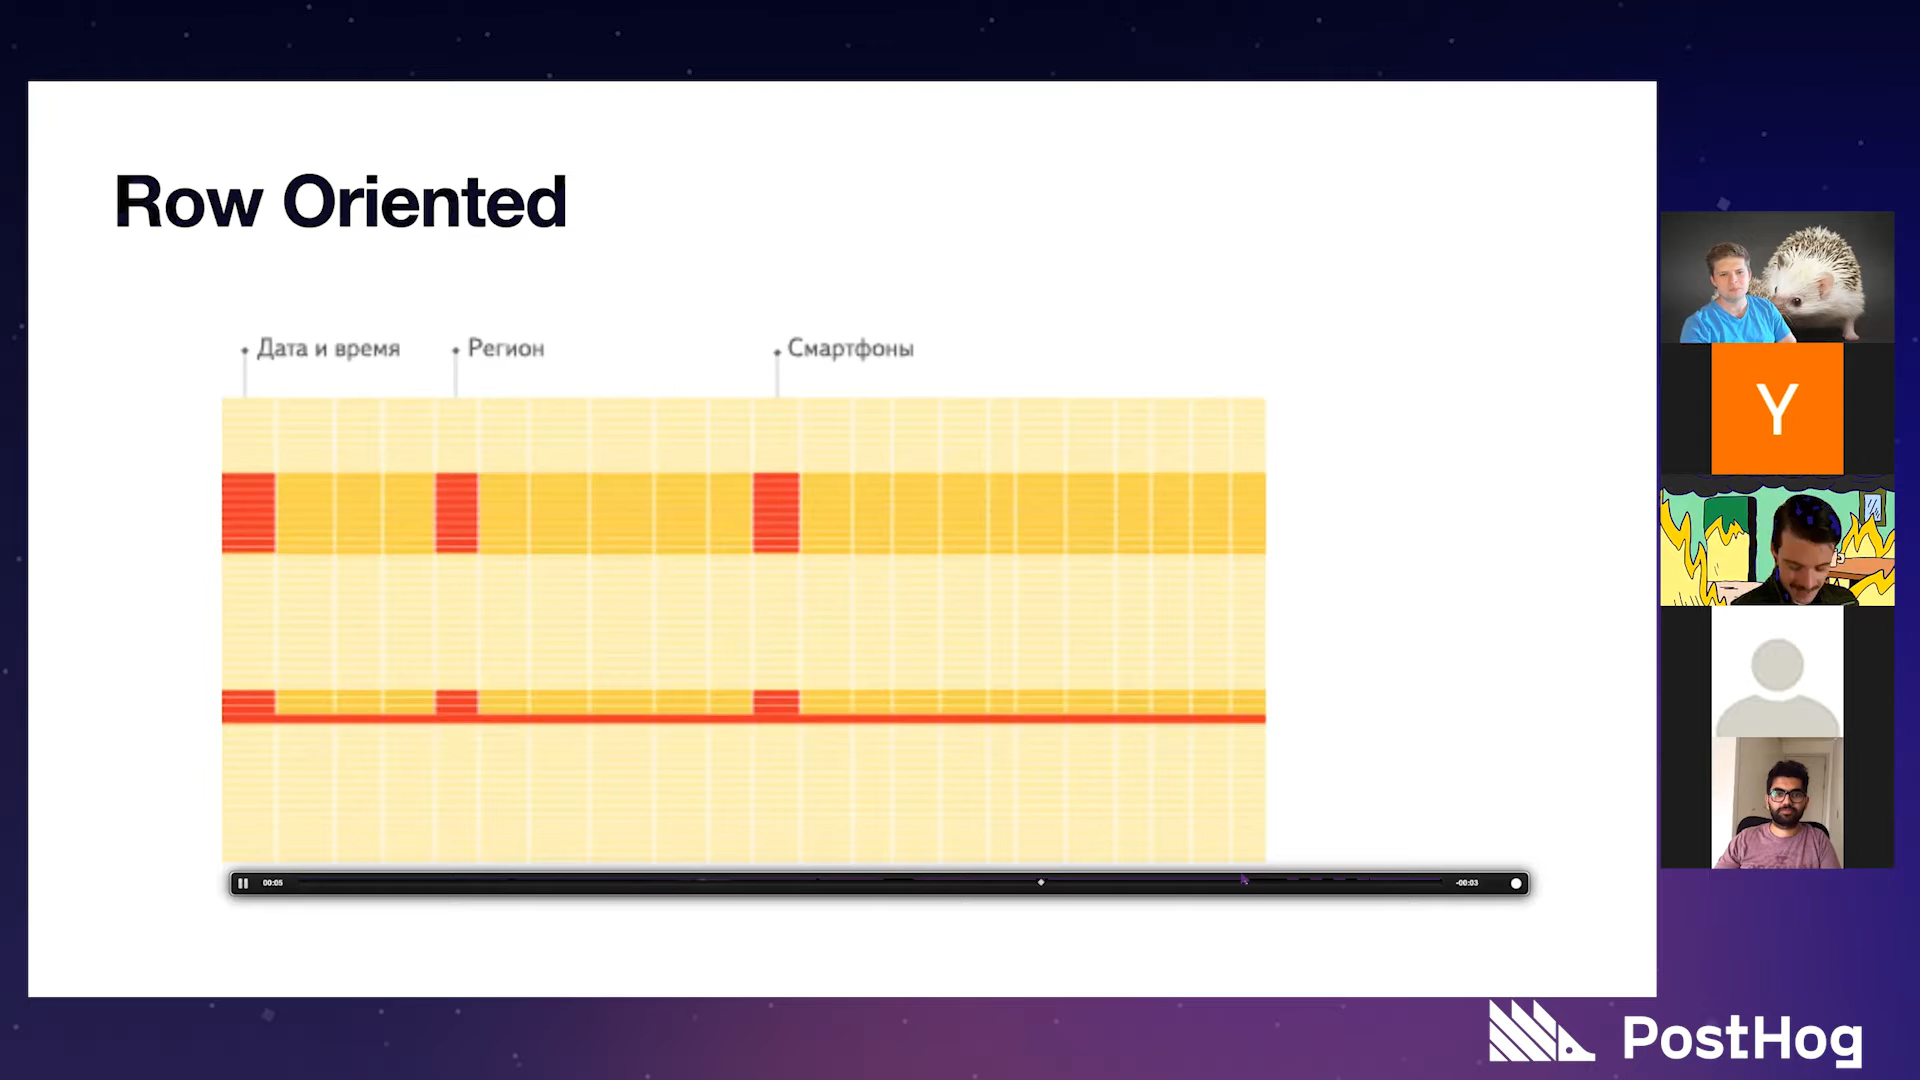 Row Oriented
Дата и время
Регион
Смартфоны
Y
00:05
-00:03
PostHog